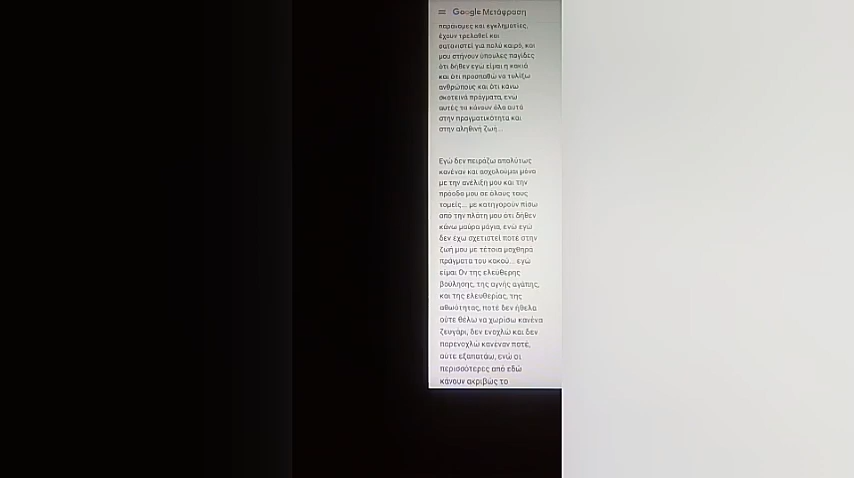 Google Μετάφραση
παράνομες και εγκληματίες,
έχουν τρελαθεί και
σατανιστεί για πολύ καιρό, και
μου στήνουν ύπουλες παγίδες
ότι δήθεν εγώ είμαι η κακιά
και ότι προσπαθώ να τυλίξω
ανθρώπους και ότι κάνω
σκοτεινά πράγματα, ενώ
αυτές τα κάνουν όλα αυτά
στην πραγματικότητα και
στην αληθινή ζωή...
Εγώ δεν πειράζω απολύτως
κανέναν και ασχολούμαι μόνο
με την ανέλιξη μου και την
πρόοδο μου σε όλους τους
τομείς... με κατηγορούν πίσω
από την πλάτη μου ότι δήθεν
κάνω μαύρα μάγια, ενώ εγώ
δεν έχω σχετιστεί ποτέ στην
ζωή μου με τέτοια μοχθηρά
πράγματα του κακού... εγώ
είμαι Ον της ελεύθερης
βούλησης, της αγνής αγάπης,
και της ελευθερίας, της
αθωότητας, ποτέ δεν ήθελα
ούτε θέλω να χωρίσω κανένα
ζευγάρι, δεν ενοχλώ και δεν
παρενοχλώ κανέναν ποτέ,
ούτε εξαπατάω, ενώ οι
περισσότερες από εδώ
κάνουν ακριβώς το